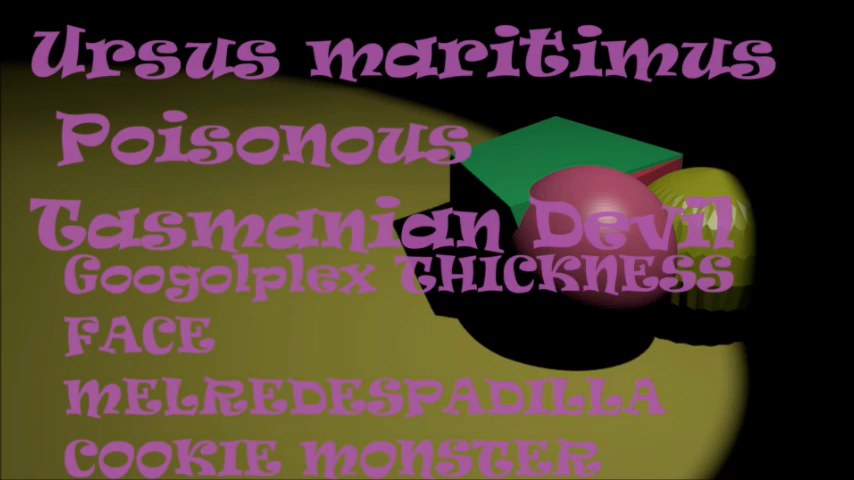 Ursus maritimus
Poisonous
Tasmanian Devil
Googolplex THICKNESS
FACE
MELREDESPADILLA
COOKIE MONSTER